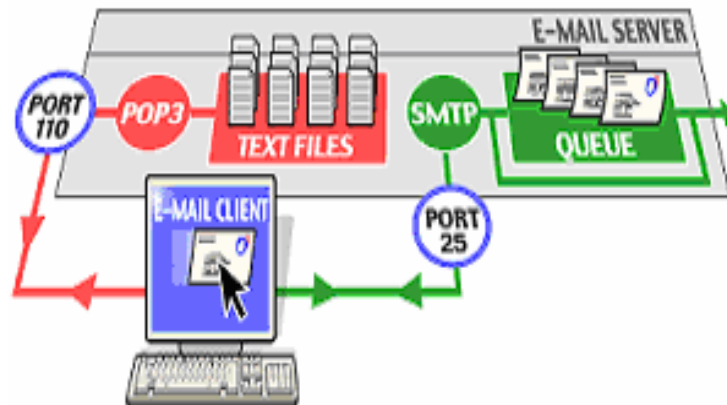 E-MAIL SERVER
PORT
110
POP3
TEXT FILES
SMTP
QUEUE
E-MAIL CLIENT
PORT
25